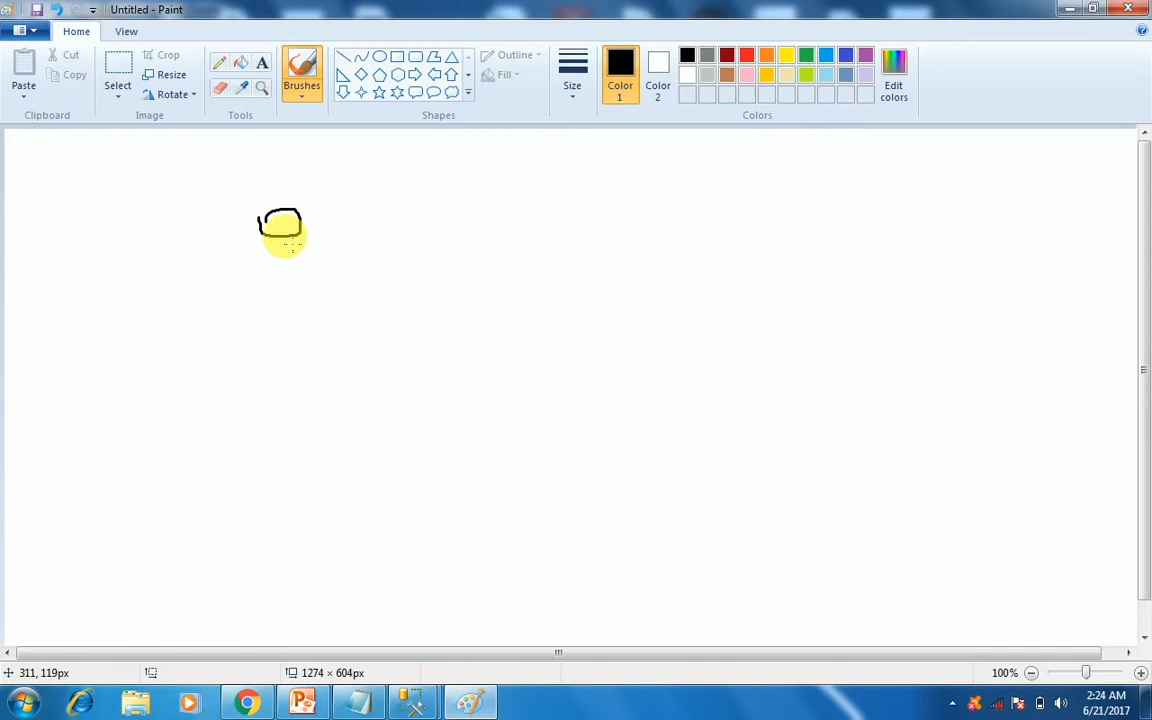 Untitled - Paint
Home
View
Paste
Cut
Copy
Clipboard
Select
Crop
Resize
Rotate
Image
A
Tools
Brushes
Outline
Fill
Shapes
Size
Color 1
Color 2
Edit colors
Colors
311, 119px
1274 × 604px
100%
2:24 AM
6/21/2017